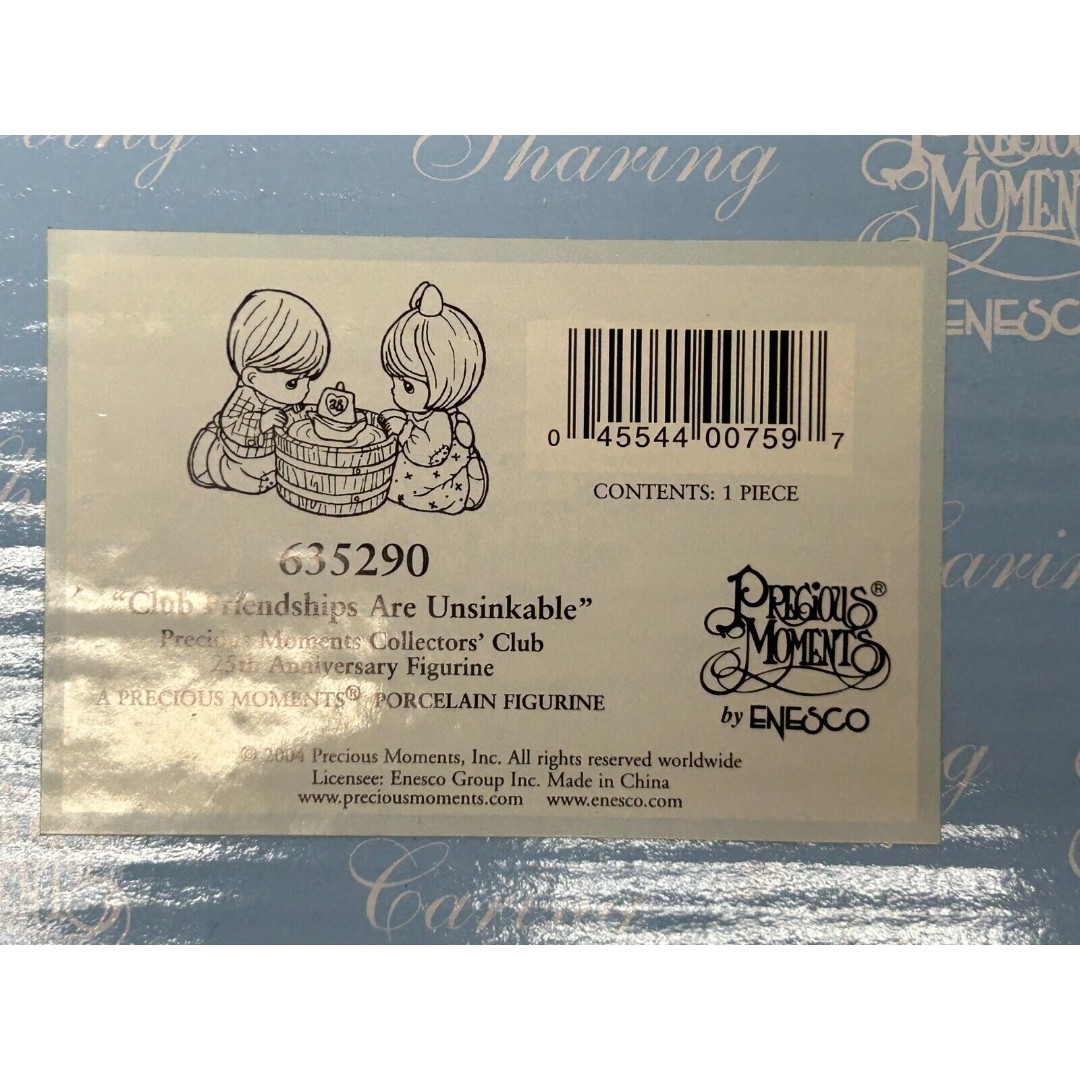 Sharing
PRECIOUS
MOMENTS
ENESCO
25
0 45544 00759 7
CONTENTS: 1 PIECE
635290
"Club Friendships Are Unsinkable"
Precious Moments Collectors' Club
25th Anniversary Figurine
A PRECIOUS MOMENTS® PORCELAIN FIGURINE
PRECIOUS®
MOMENTS
by ENESCO
© 2004 Precious Moments, Inc. All rights reserved worldwide
Licensee: Enesco Group Inc. Made in China
www.preciousmoments.com www.enesco.com
Caring